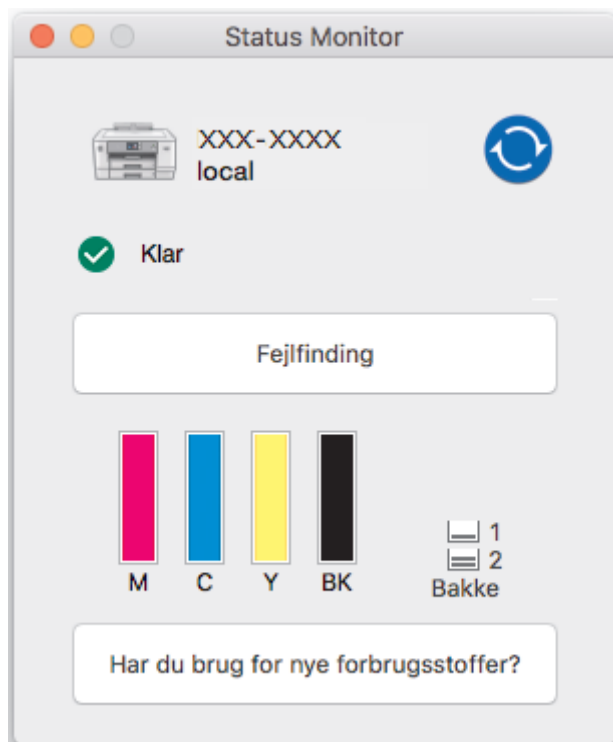 Status Monitor
XXX-XXXX
local
Klar
Fejlfinding
M C Y BK
1
2
Bakke
Har du brug for nye forbrugsstoffer?